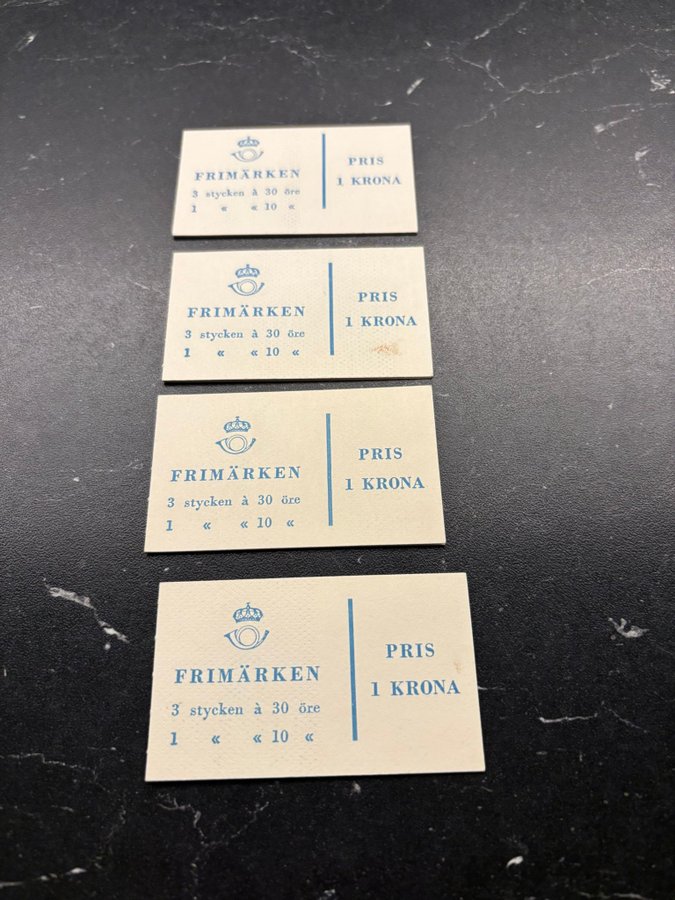 FRIMÄRKEN
3 stycken à 30 öre
1 « « 10 «
PRIS
1 KRONA
FRIMÄRKEN
3 stycken à 30 öre
1 « « 10 «
PRIS
1 KRONA
FRIMÄRKEN
3 stycken à 30 öre
1 « « 10 «
PRIS
1 KRONA
FRIMÄRKEN
3 stycken à 30 öre
1 « « 10 «
PRIS
1 KRONA